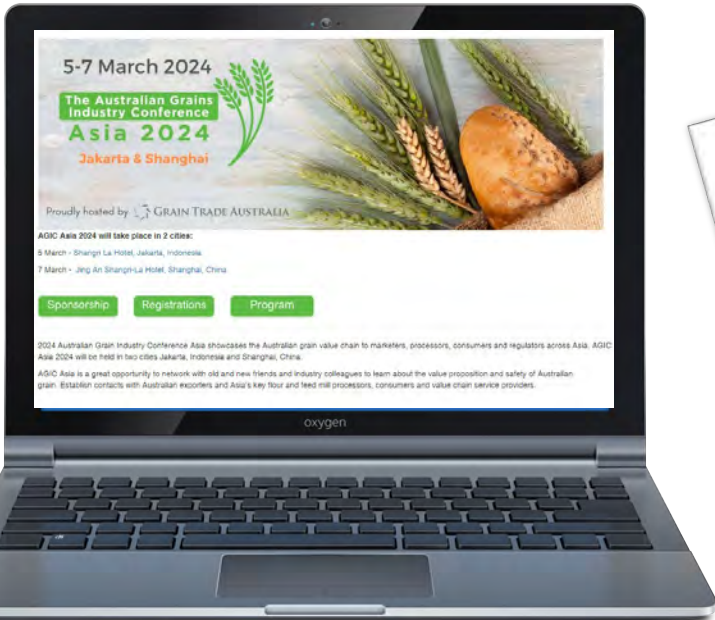 5-7 March 2024
The Australian Grains
Industry Conference
Asia 2024
Jakarta & Shanghai
Proudly hosted by GRAIN TRADE AUSTRALIA
AGIC Asia 2024 will take place in 2 cities:
5 March - Shangri La Hotel, Jakarta, Indonesia
7 March - Jing An Shangri-La Hotel, Shanghai, China
Sponsorship Registrations Program
2024 Australian Grain Industry Conference Asia showcases the Australian grain value chain to marketers, processors, consumers and regulators across Asia. AGIC
Asia 2024 will be held in two cities Jakarta, Indonesia and Shanghai, China.
AGIC Asia is a great opportunity to network with old and new friends and industry colleagues to learn about the value proposition and safety of Australian
grain. Establish contacts with Australian exporters and Asia's key flour and feed mill processors, consumers and value chain service providers.
oxygen